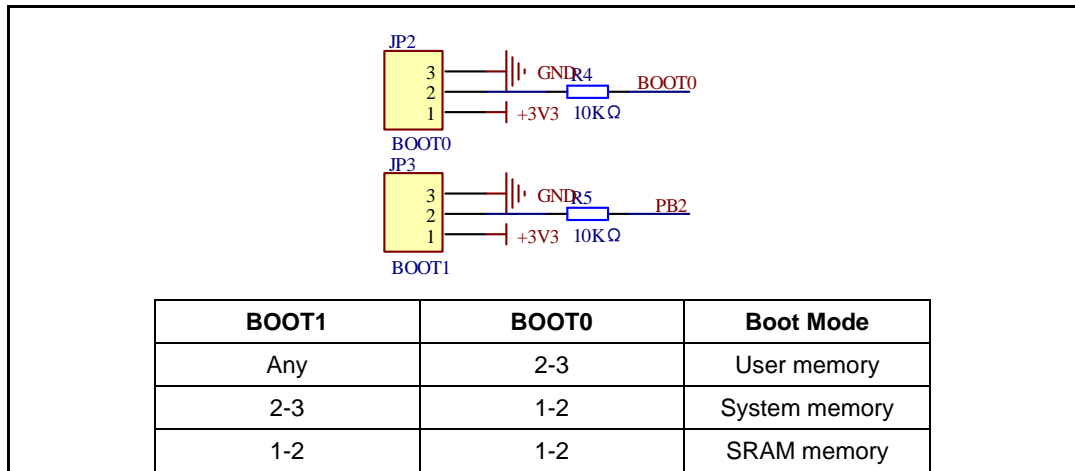 JP2
3 GND R4 BOOT0
2
1 +3V3 10KΩ
BOOT0
JP3
3 GND R5 PB2
2
1 +3V3 10KΩ
BOOT1
BOOT1 BOOT0 Boot Mode
Any 2-3 User memory
2-3 1-2 System memory
1-2 1-2 SRAM memory